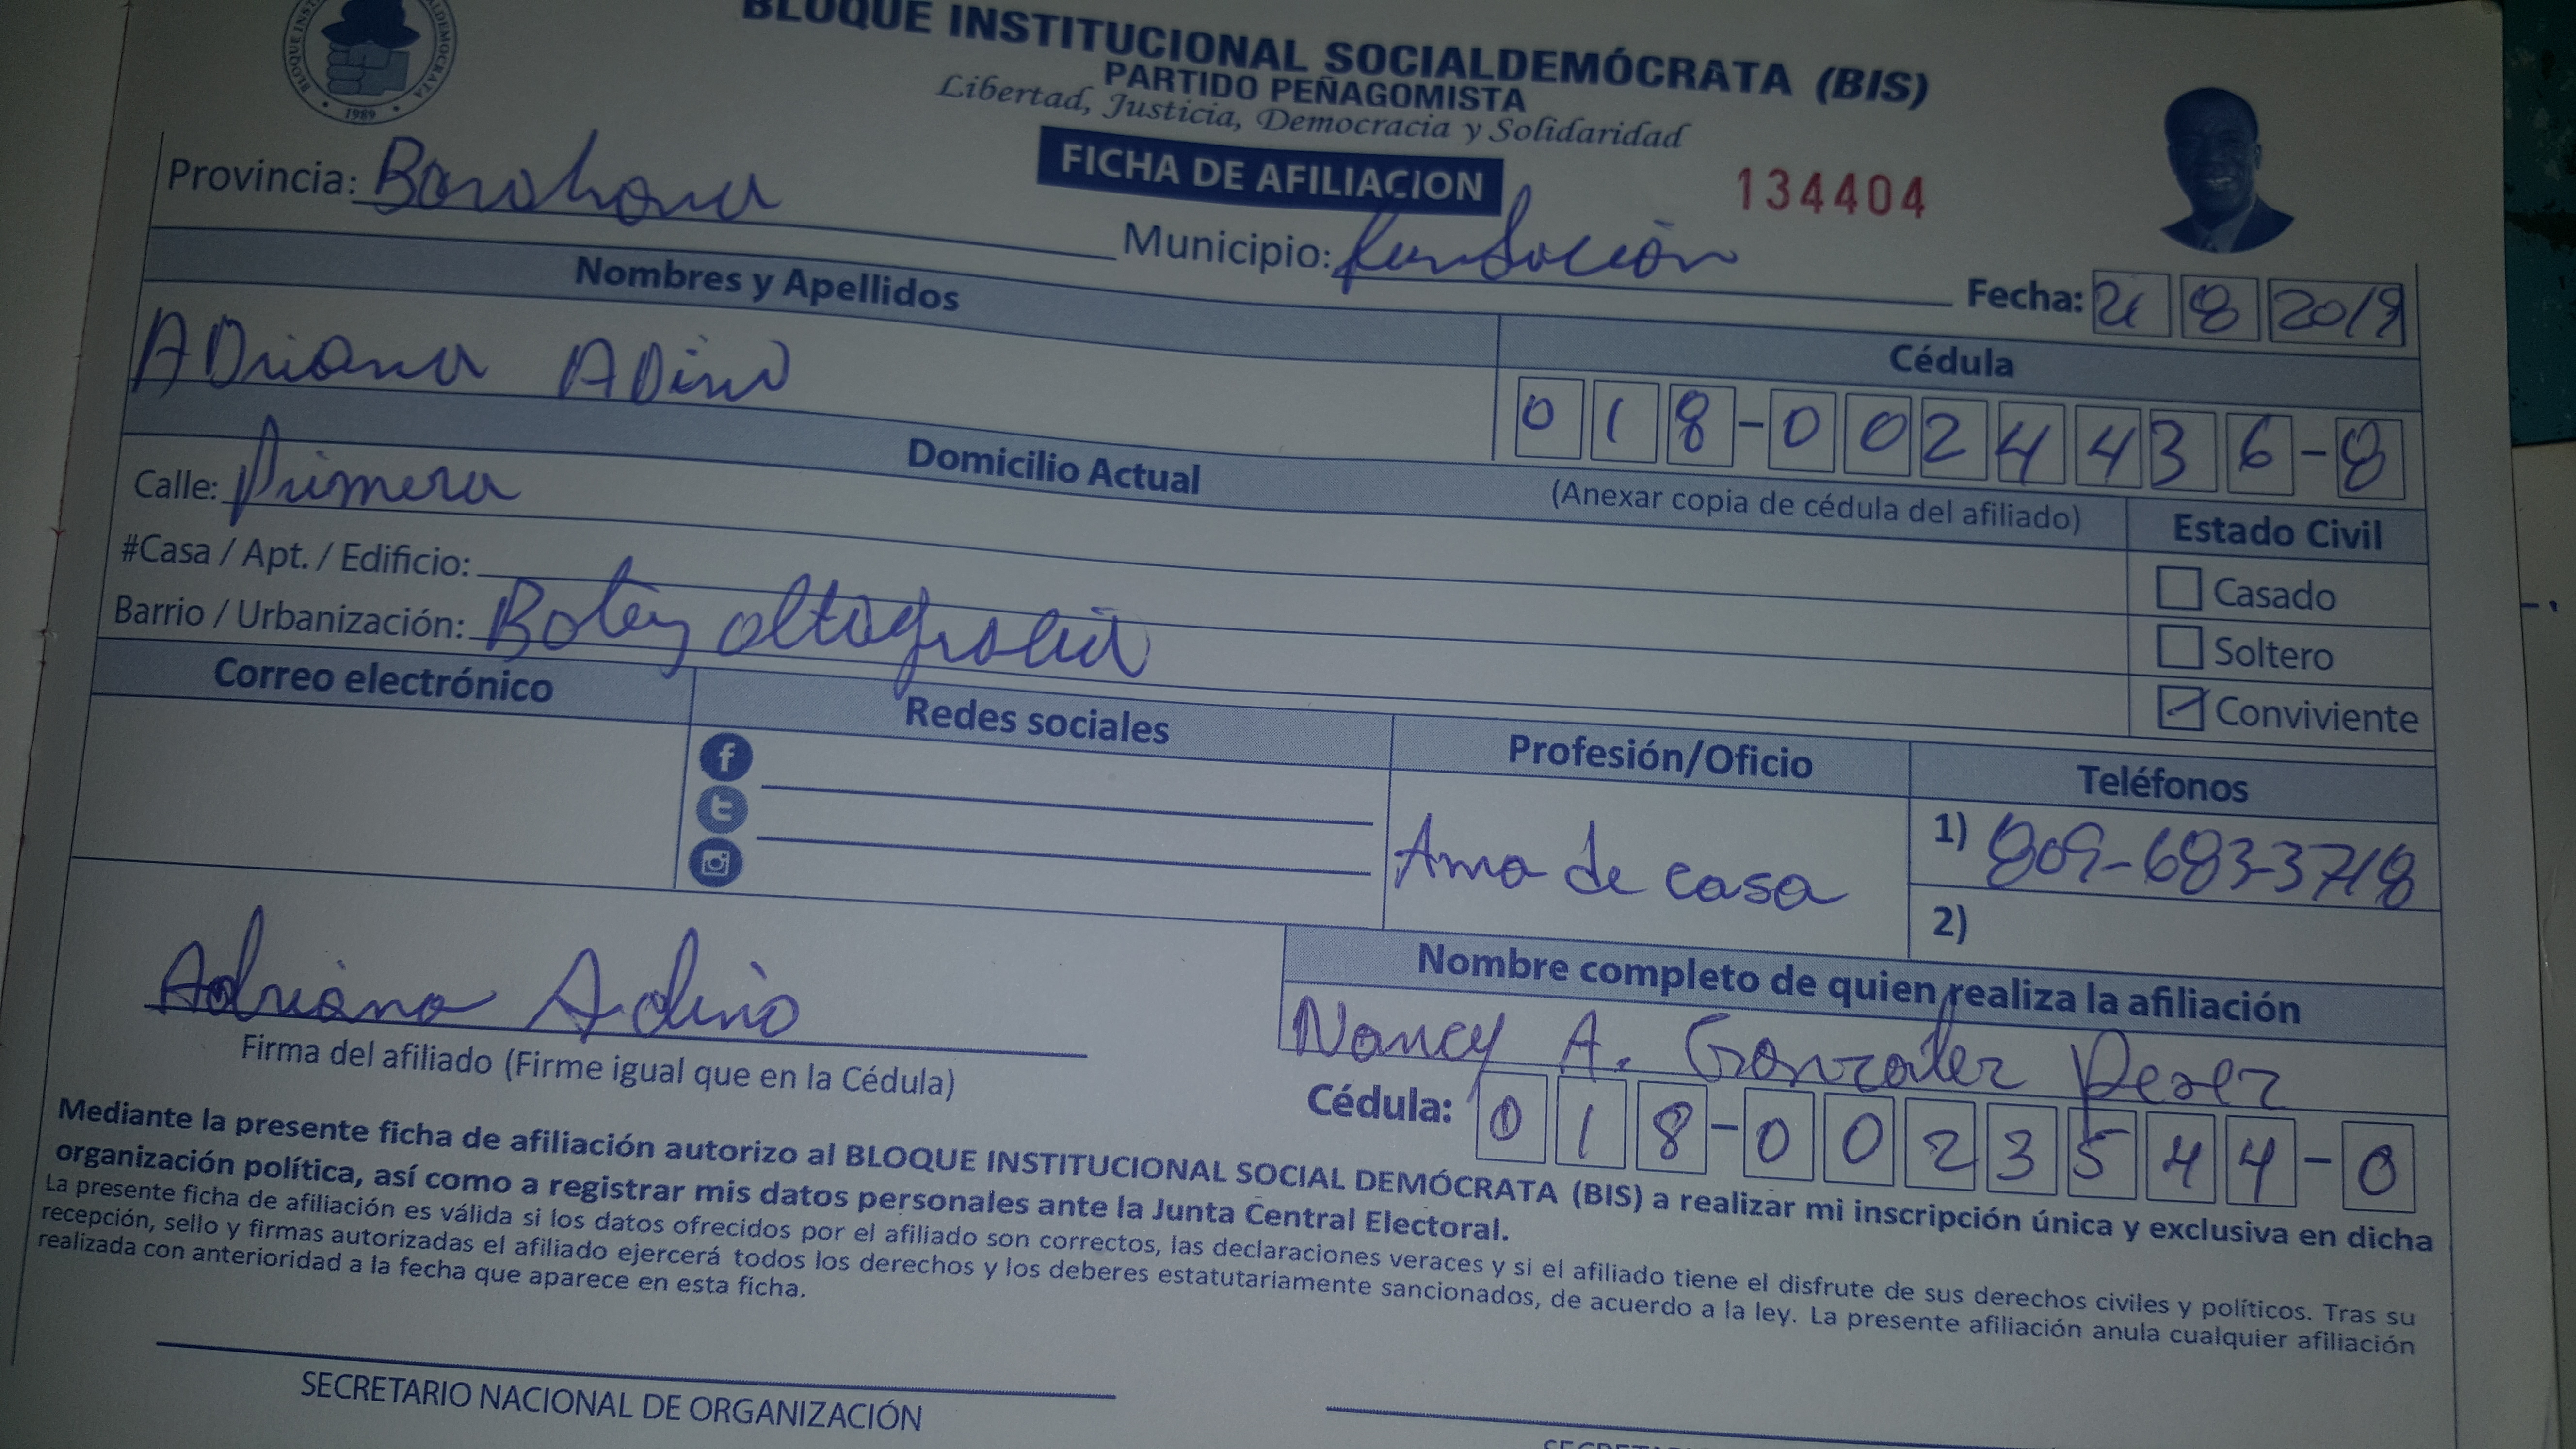 BLOQUE INSTITUCIONAL SOCIALDEMÓCRATA (BIS)
PARTIDO PEÑAGOMISTA
Libertad, Justicia, Democracia y Solidaridad
1989
FICHA DE AFILIACION
134404
Provincia: Barahona
Municipio: fundación
Fecha: 21 8 2019
Nombres y Apellidos
Cédula
ADriana ADino
018-0024436-8
Domicilio Actual
(Anexar copia de cédula del afiliado)
Estado Civil
Calle: Primera
#Casa / Apt. / Edificio:
Casado
Barrio / Urbanización: Batey altagracia
Soltero
Conviviente
Correo electrónico
Redes sociales
Profesión/Oficio
Teléfonos
Ama de casa
1) 809-683-3718
2)
Adriana Adino
Firma del afiliado (Firme igual que en la Cédula)
Nombre completo de quien realiza la afiliación
Nancy A. Gonzalez Perez
Cédula: 018-0023544-0
Mediante la presente ficha de afiliación autorizo al BLOQUE INSTITUCIONAL SOCIAL DEMÓCRATA (BIS) a realizar mi inscripción única y exclusiva en dicha
organización política, así como a registrar mis datos personales ante la Junta Central Electoral.
La presente ficha de afiliación es válida si los datos ofrecidos por el afiliado son correctos, las declaraciones veraces y si el afiliado tiene el disfrute de sus derechos civiles y políticos. Tras su
recepción, sello y firmas autorizadas el afiliado ejercerá todos los derechos y los deberes estatutariamente sancionados, de acuerdo a la ley. La presente afiliación anula cualquier afiliación
realizada con anterioridad a la fecha que aparece en esta ficha.
SECRETARIO NACIONAL DE ORGANIZACIÓN